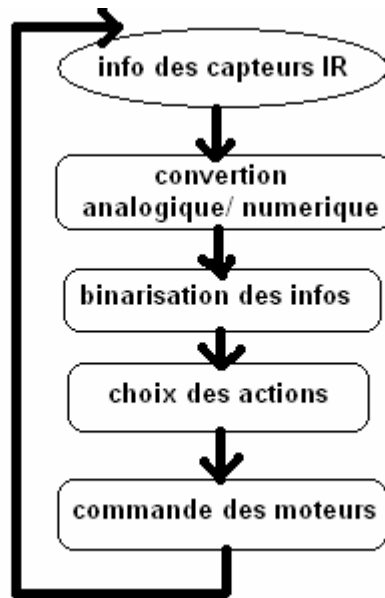 info des capteurs IR
convertion
analogique/ numerique
binarisation des infos
choix des actions
commande des moteurs